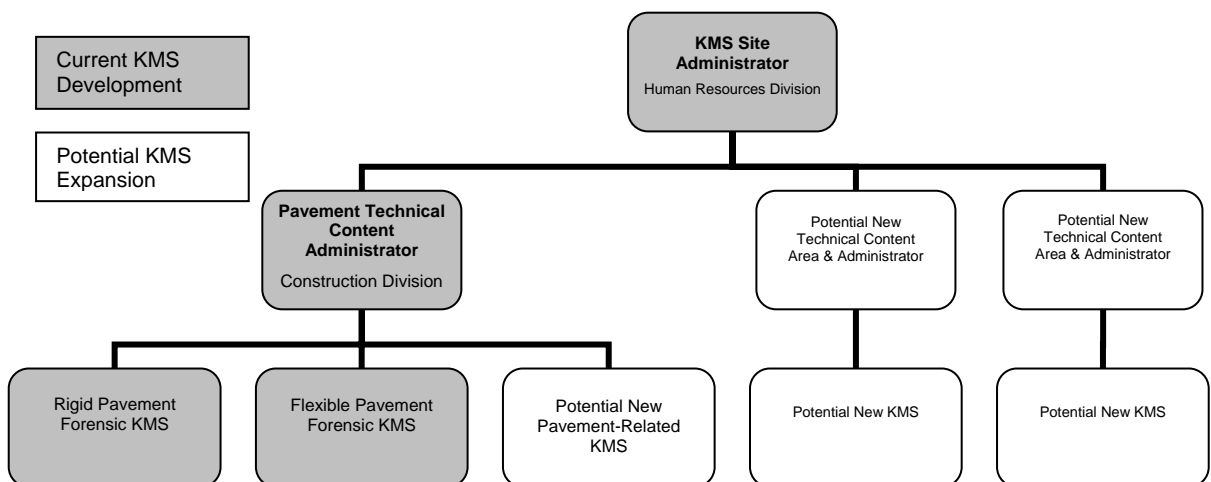 Current KMS
Development
Potential KMS
Expansion
KMS Site
Administrator
Human Resources Division
Pavement Technical
Content
Administrator
Construction Division
Potential New
Technical Content
Area & Administrator
Potential New
Technical Content
Area & Administrator
Rigid Pavement
Forensic KMS
Flexible Pavement
Forensic KMS
Potential New
Pavement-Related
KMS
Potential New KMS
Potential New KMS